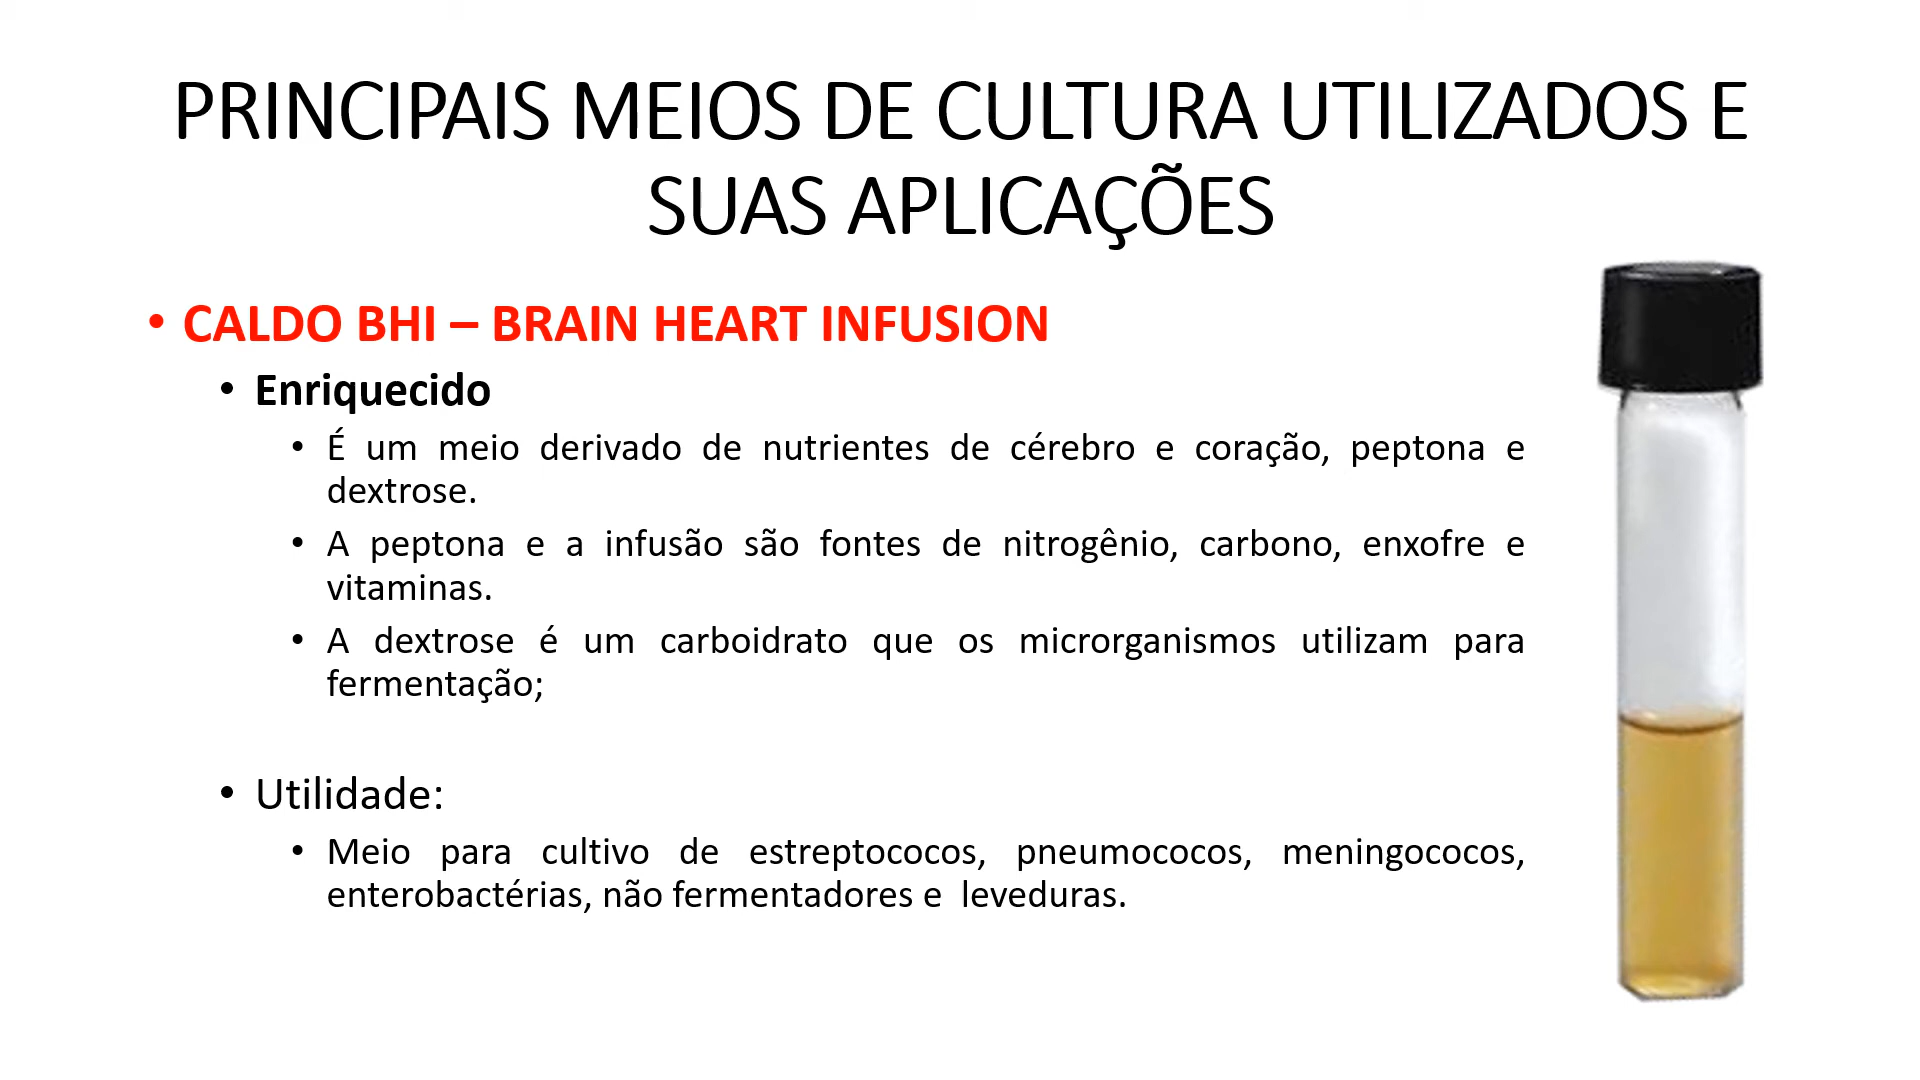 PRINCIPAIS MEIOS DE CULTURA UTILIZADOS E
SUAS APLICAÇÕES
• CALDO BHI – BRAIN HEART INFUSION
• Enriquecido
• É um meio derivado de nutrientes de cérebro e coração, peptona e
dextrose.
• A peptona e a infusão são fontes de nitrogênio, carbono, enxofre e
vitaminas.
• A dextrose é um carboidrato que os microrganismos utilizam para
fermentação;
• Utilidade:
• Meio para cultivo de estreptococos, pneumococos, meningococos,
enterobactérias, não fermentadores e leveduras.